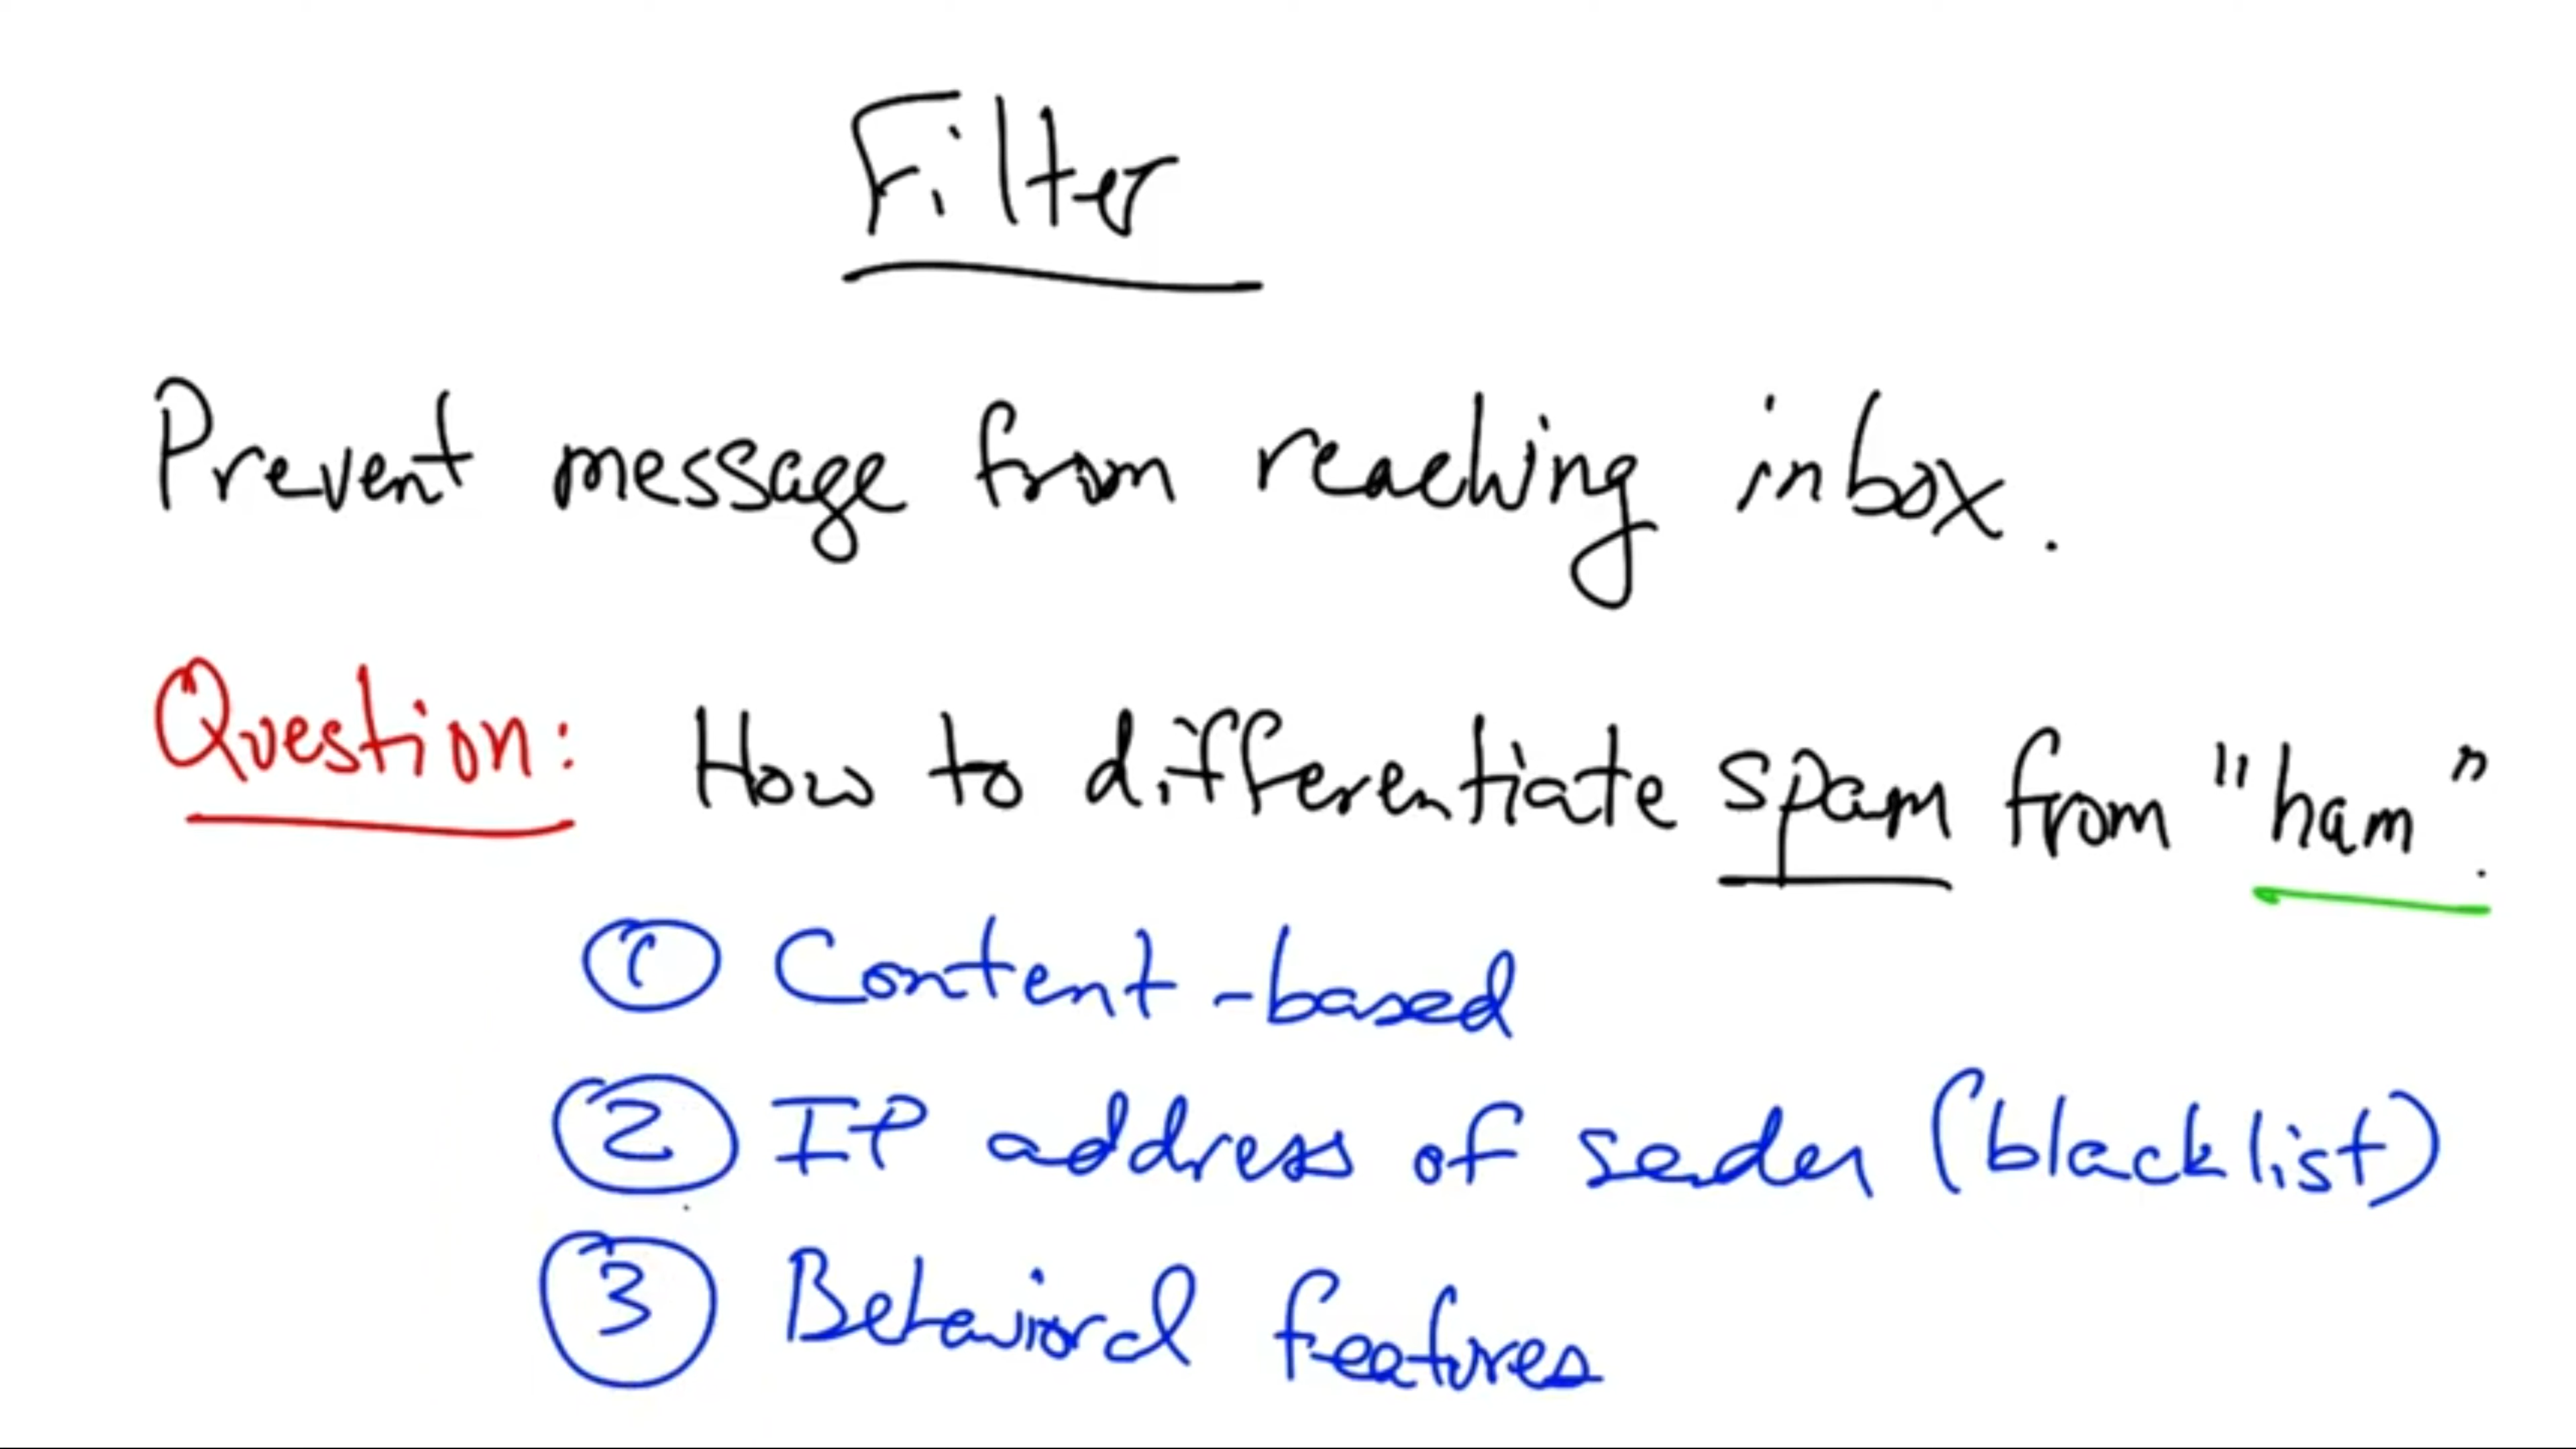 Filter
Prevent message from reaching inbox.
Question: How to differentiate spam from "ham".
① Content-based
② IP address of sender (blacklist)
③ Behavioral features